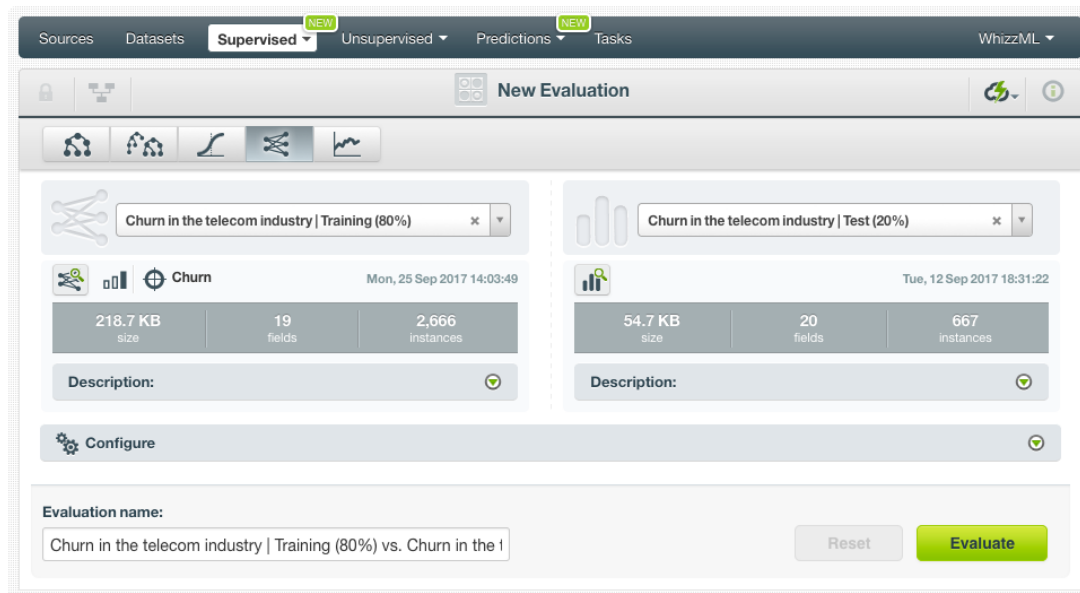 NEW NEW
Sources Datasets Supervised Unsupervised Predictions Tasks WhizzML
New Evaluation
Churn in the telecom industry | Training (80%) × Churn in the telecom industry | Test (20%) ×
Churn Mon, 25 Sep 2017 14:03:49 Tue, 12 Sep 2017 18:31:22
218.7 KB 19 2,666 54.7 KB 20 667
size fields instances size fields instances
Description: Description:
Configure
Evaluation name:
Churn in the telecom industry | Training (80%) vs. Churn in the t
Reset Evaluate